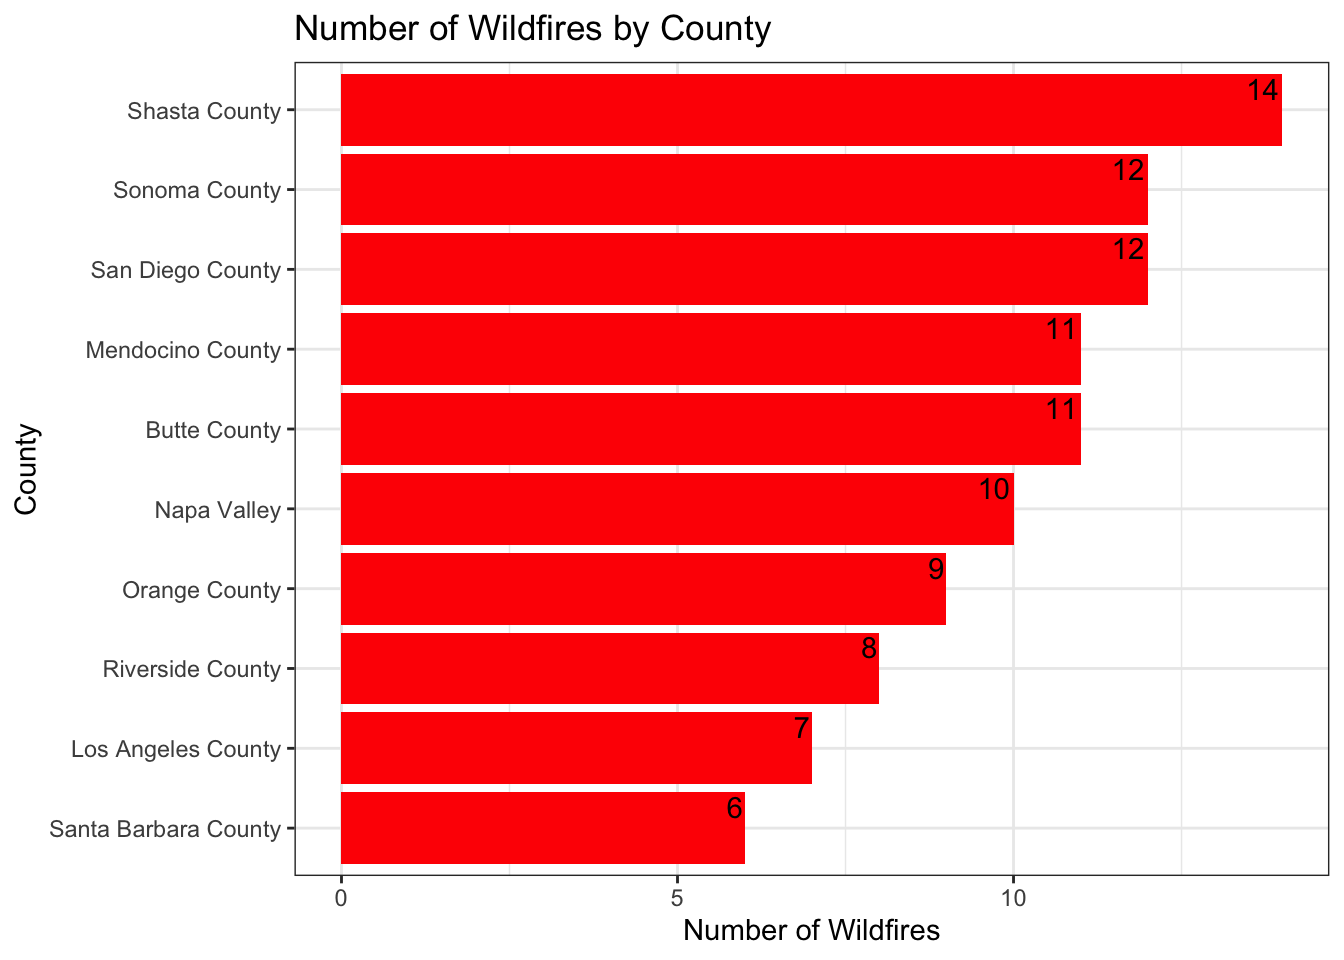 Number of Wildfires by County
Shasta County 14
Sonoma County 12
San Diego County 12
Mendocino County 11
Butte County 11
Napa Valley 10
Orange County 9
Riverside County 8
Los Angeles County 7
Santa Barbara County 6
County
0 5 10
Number of Wildfires